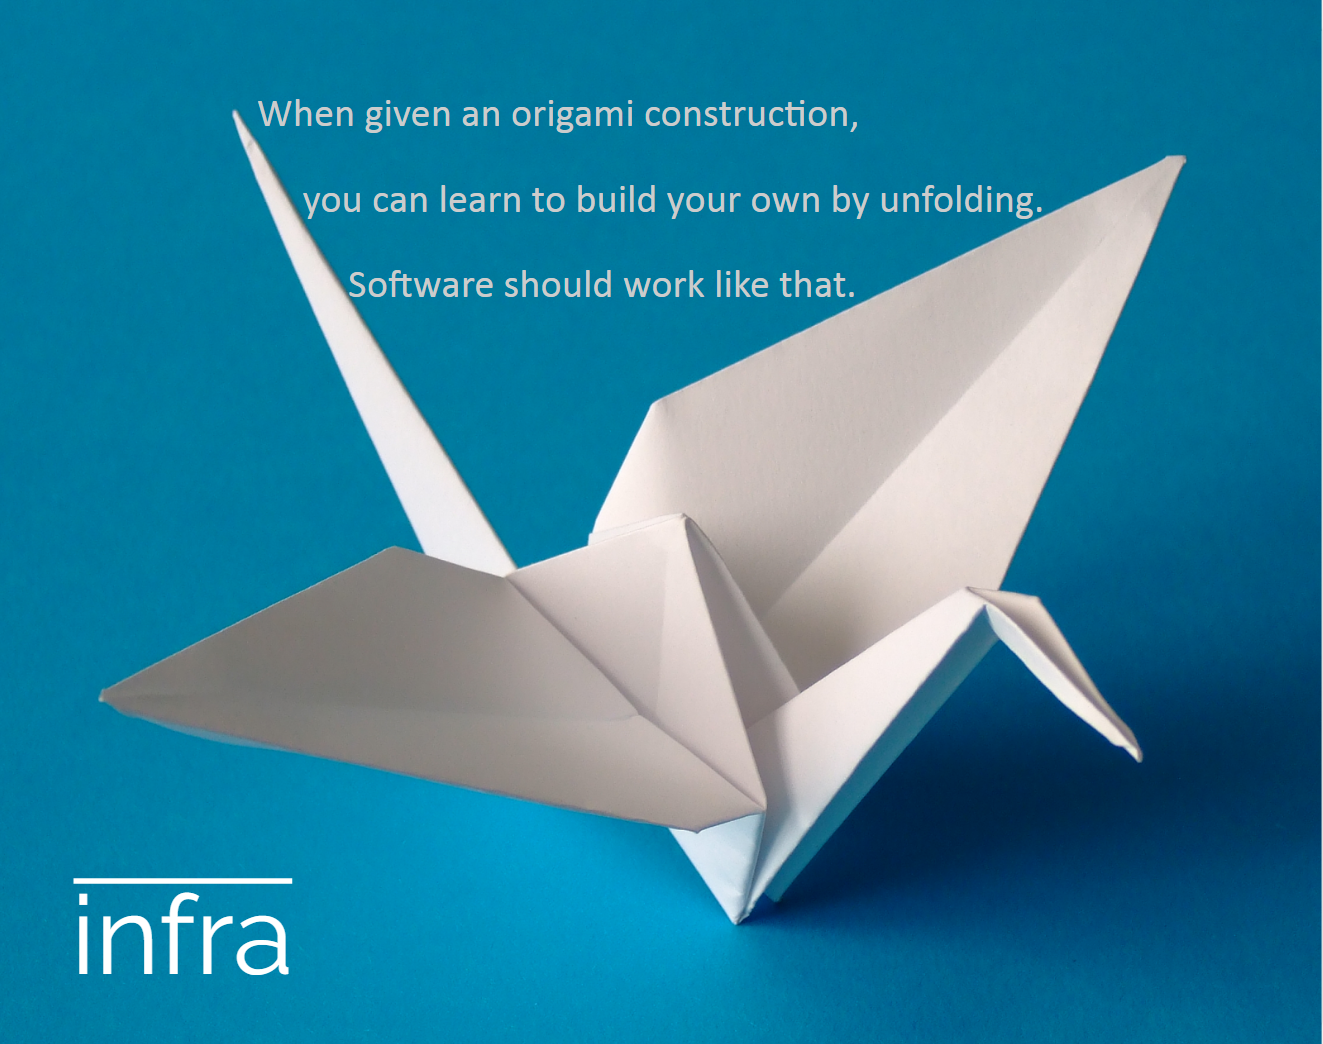 When given an origami construction,
you can learn to build your own by unfolding.
Software should work like that.
infra